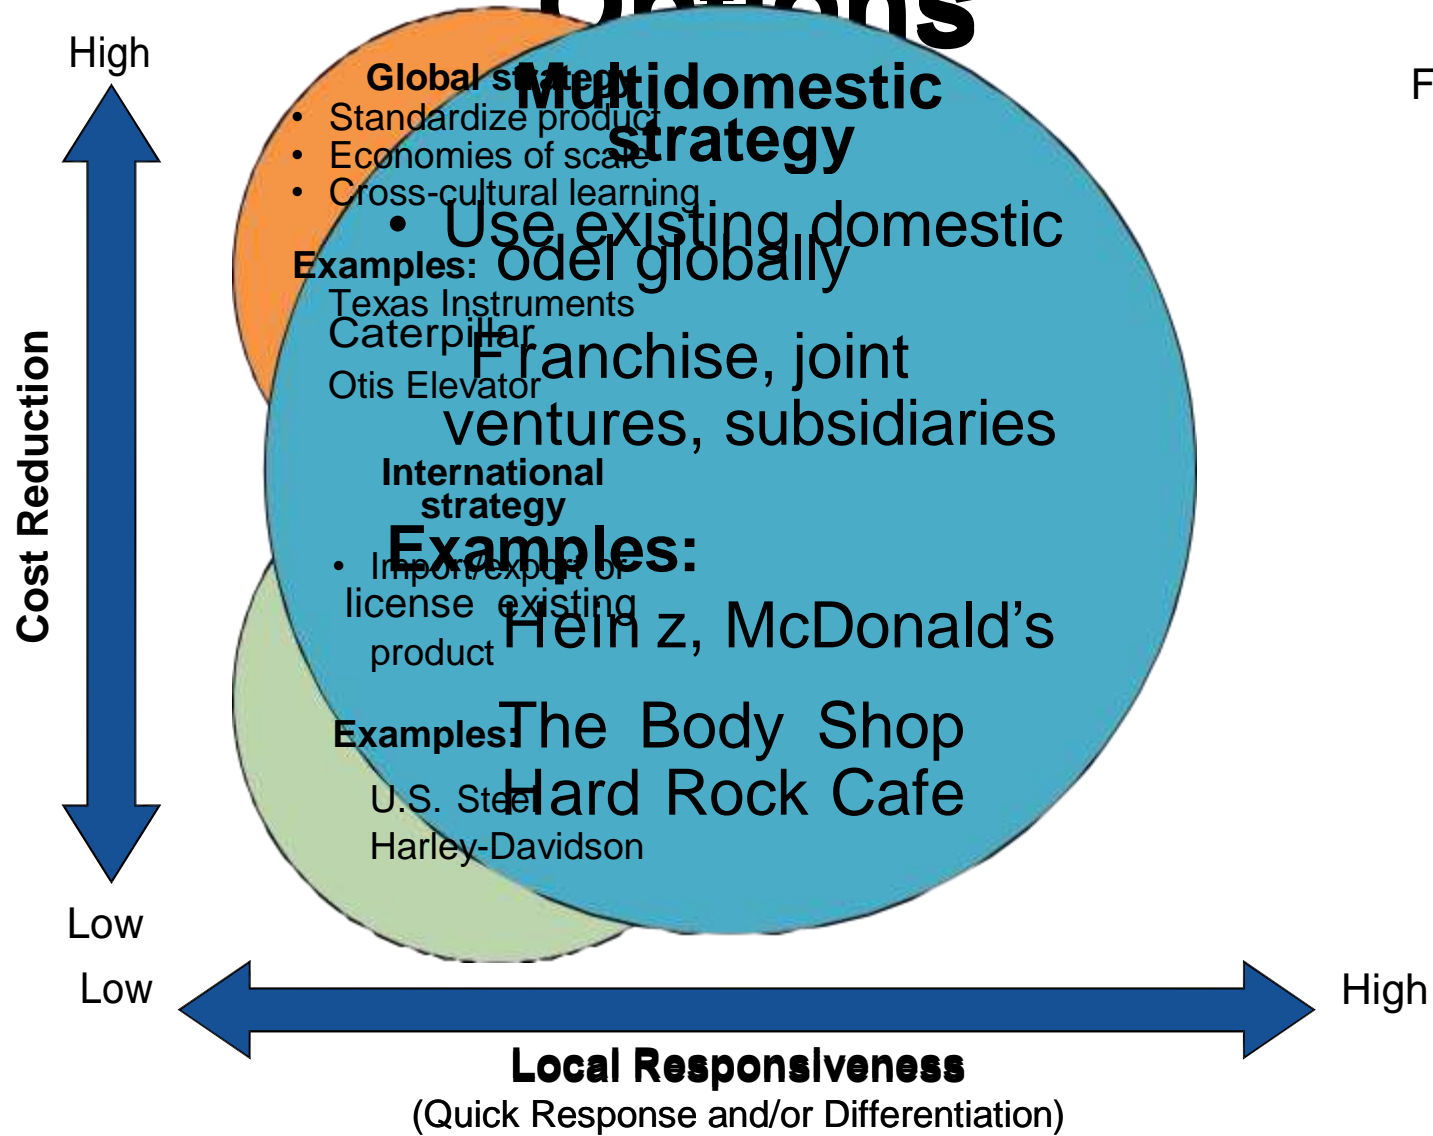 Options
High
F
Global strategy
• Standardize product
• Economies of scale
• Cross-cultural learning
Examples:
Texas Instruments
Caterpillar
Otis Elevator
Multidomestic
strategy
• Use existing domestic
odel globally
Franchise, joint
ventures, subsidiaries
Examples:
Hein z, McDonald's
The Body Shop
Hard Rock Cafe
International
strategy
• Import/export or
license existing
product
Examples:
U.S. Steel
Harley-Davidson
Cost Reduction
Low
Low
High
Local Responsiveness
(Quick Response and/or Differentiation)